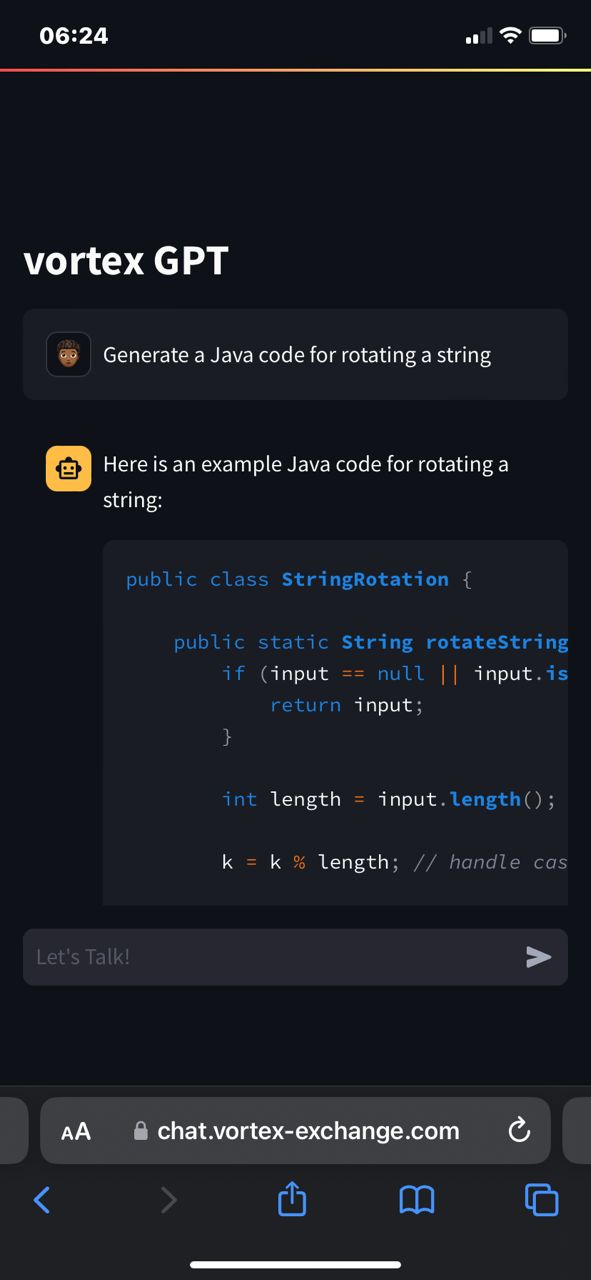 06:24
vortex GPT
Generate a Java code for rotating a string
Here is an example Java code for rotating a
string:
public class StringRotation {
public static String rotateString
if (input == null || input.is
return input;
}
int length = input.length();
k = k % length; // handle cas
Let's Talk!
AA chat.vortex-exchange.com